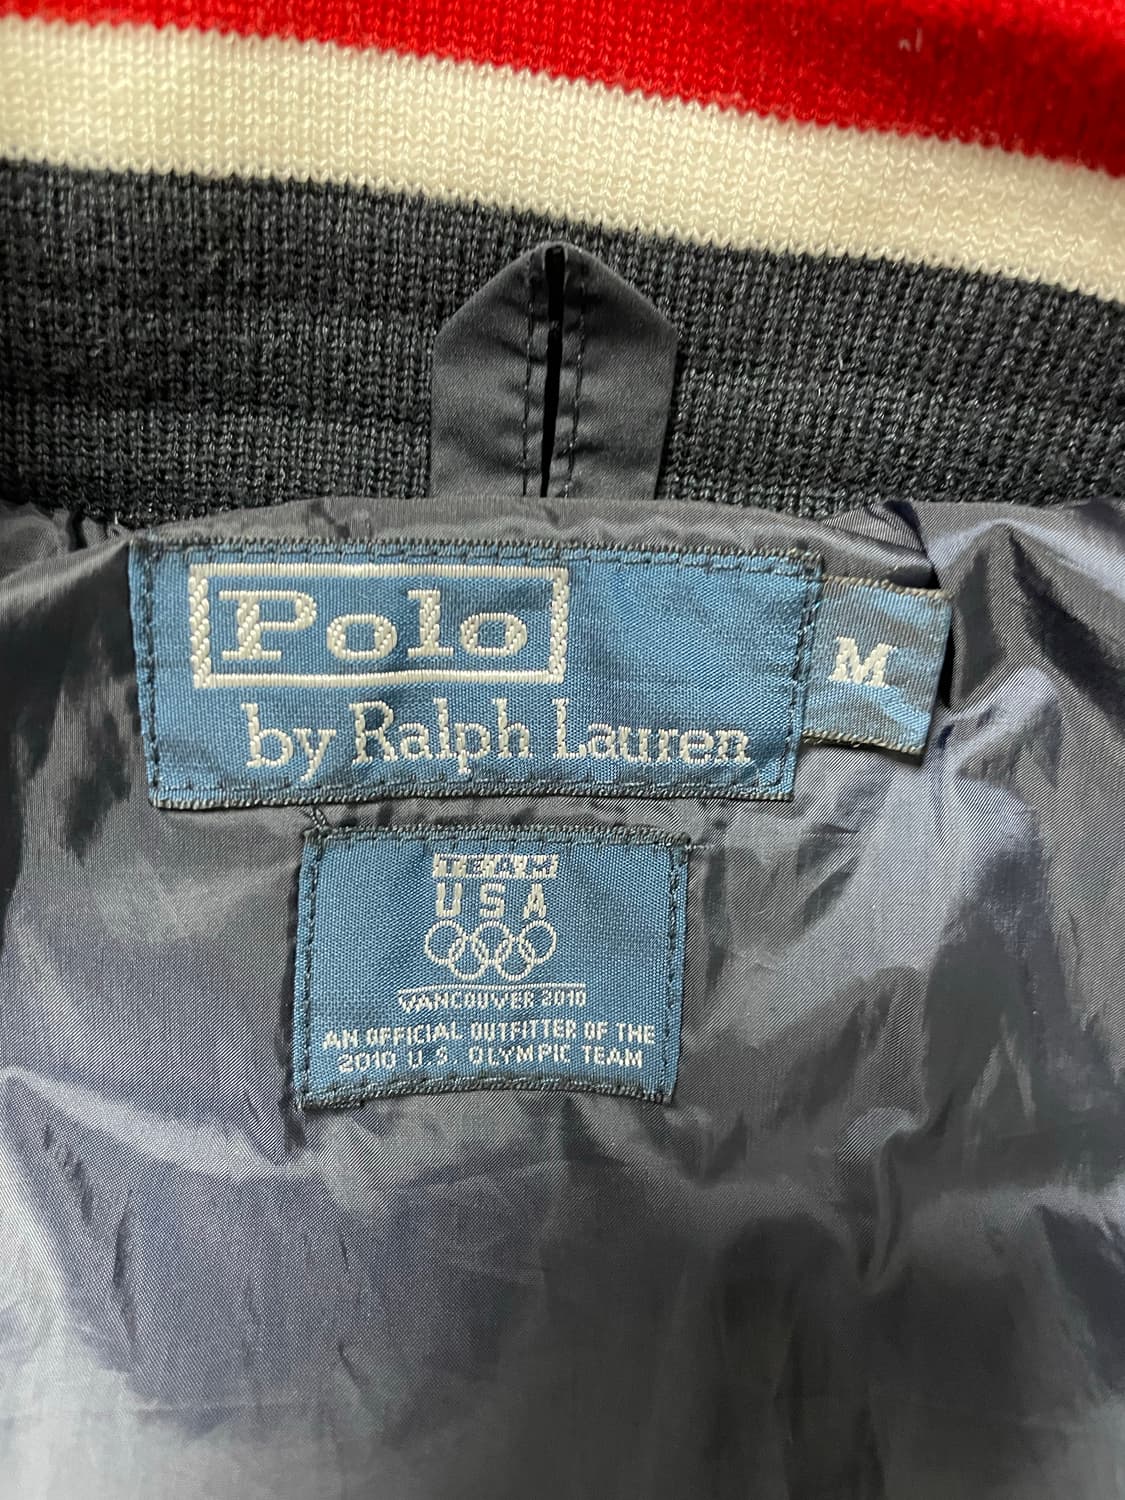 Polo
by Ralph Lauren
M
TEAM
USA
VANCOUVER 2010
AN OFFICIAL OUTFITTER OF THE
2010 U.S. OLYMPIC TEAM